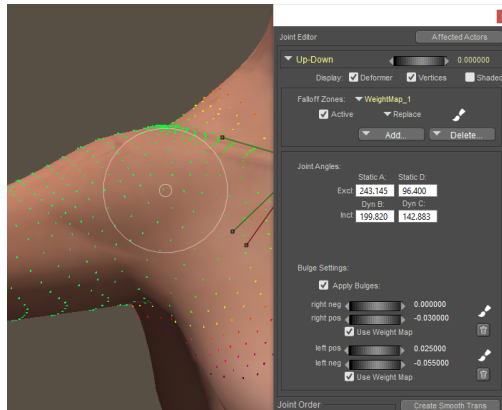 Joint Editor Affected Actors
Up-Down 0.000000
Display: Deformer Vertices Shaded
Falloff Zones: WeightMap_1
Active Replace
Add... Delete...
Joint Angles:
Static A: Static D:
Excl: 243.145 96.400
Dyn B: Dyn C:
Incl: 199.820 142.883
Bulge Settings:
Apply Bulges:
right neg 0.000000
right pos -0.030000
Use Weight Map
left pos 0.025000
left neg -0.055000
Use Weight Map
Joint Order Create Smooth Trans